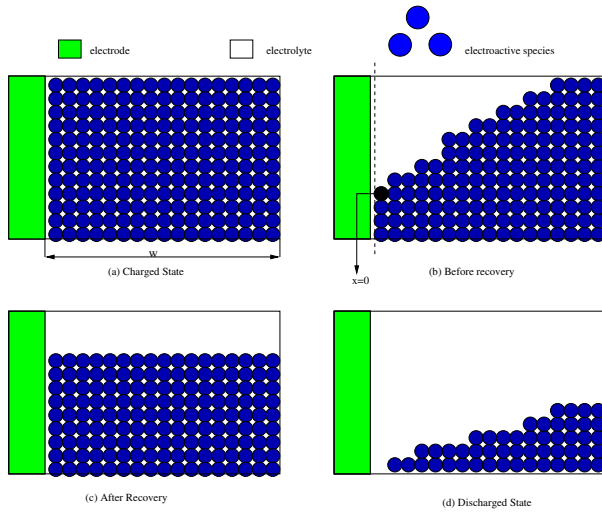 electrode
electrolyte
electroactive species
w
(a) Charged State
x=0
(b) Before recovery
(c) After Recovery
(d) Discharged State